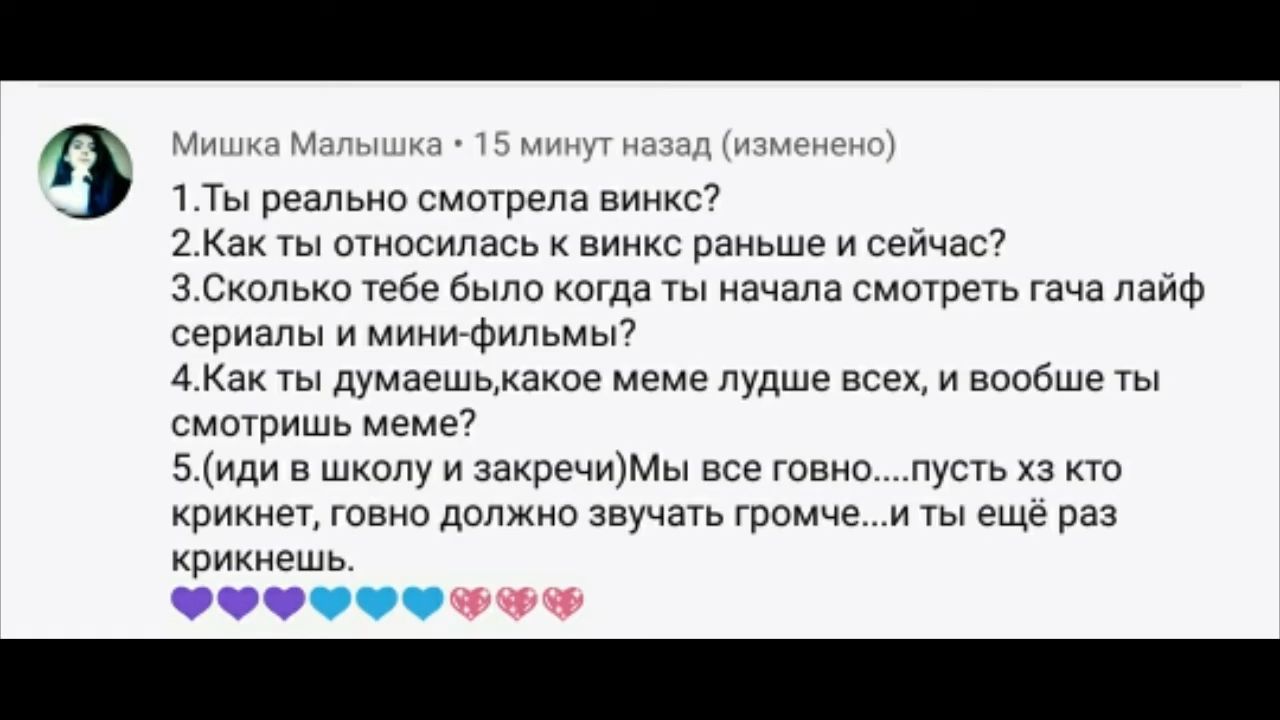 Мишка Малышка • 15 минут назад (изменено)
1.Ты реально смотрела винкс?
2.Как ты относилась к винкс раньше и сейчас?
3.Сколько тебе было когда ты начала смотреть гача лайф
сериалы и мини-фильмы?
4.Как ты думаешь,какое меме лудше всех, и вообше ты
смотришь меме?
5.(иди в школу и закречи)Мы все говно....пусть хз кто
крикнет, говно должно звучать громче...и ты ещё раз
крикнешь.
💜💜💜💙💙💙💖💖💖